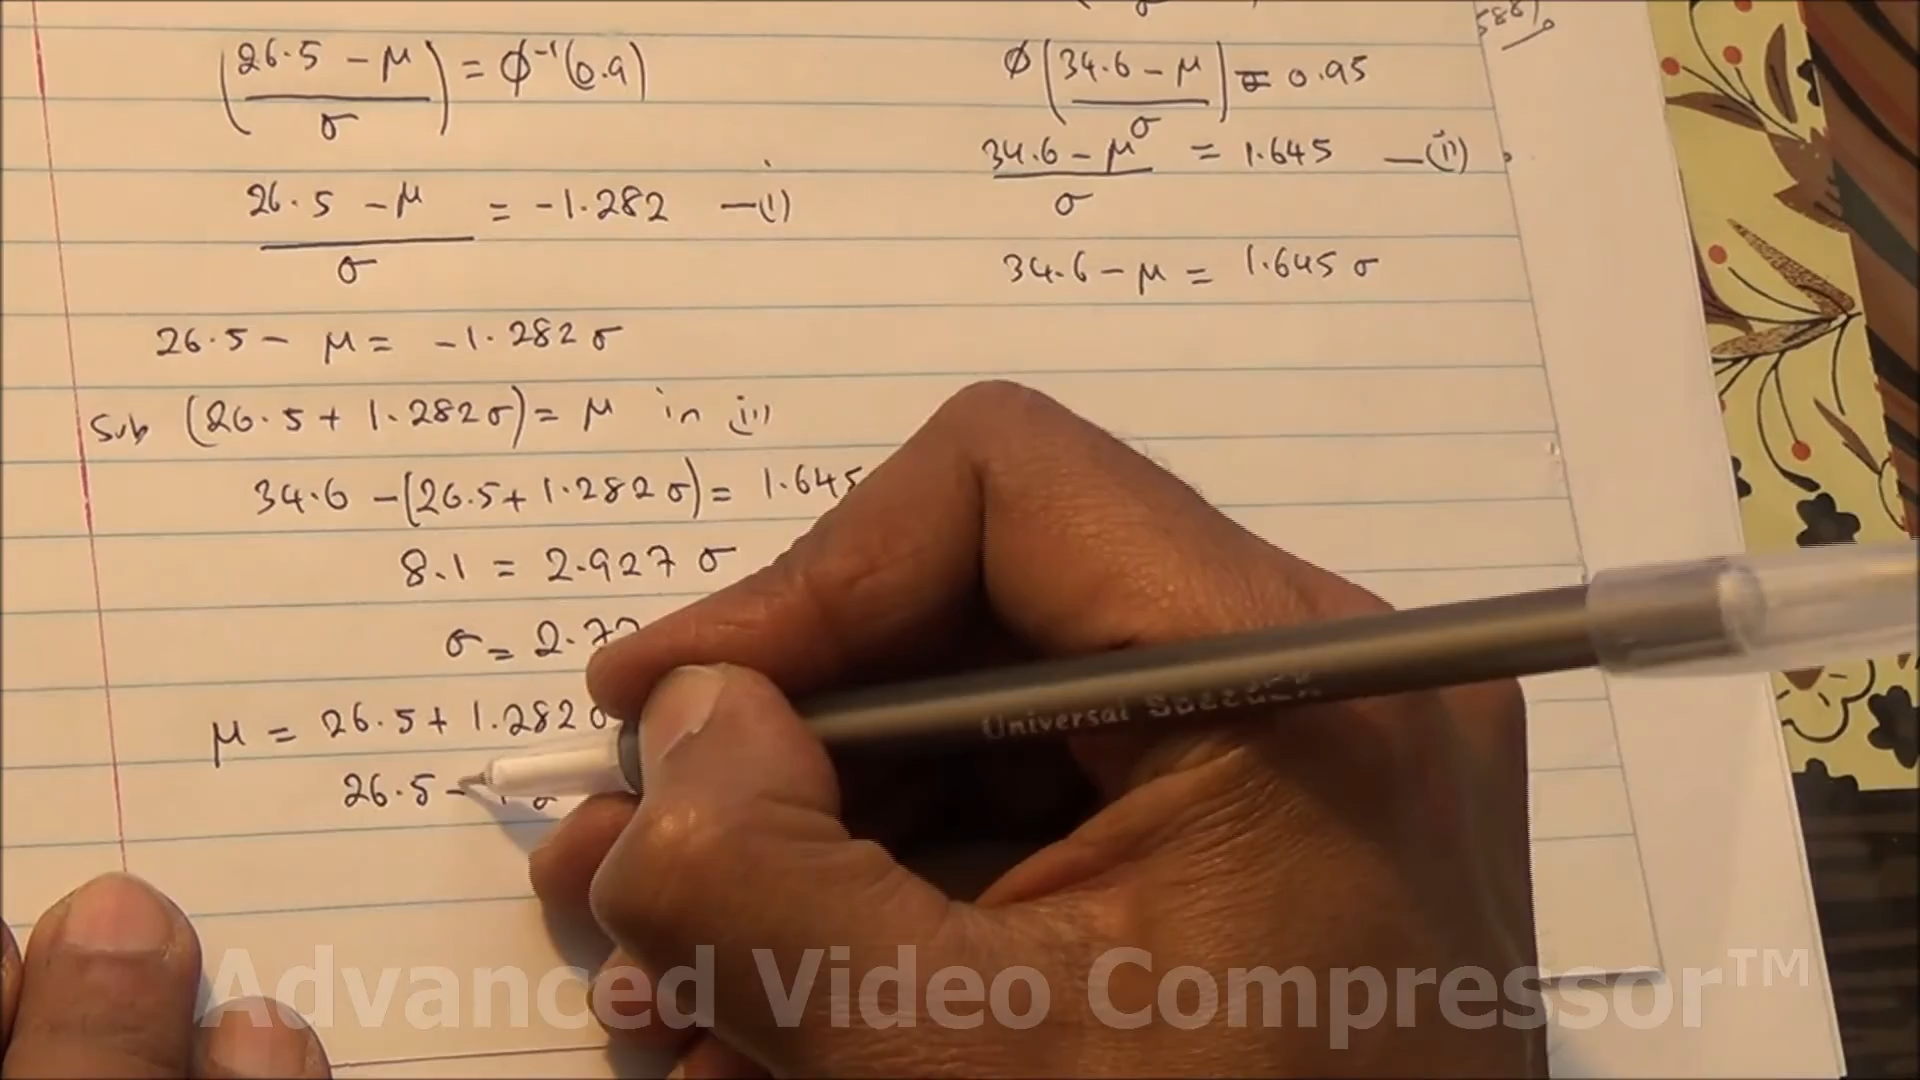 (26.5 - μ / σ) = ϕ⁻¹(0.9)
26.5 - μ / σ = -1.282 —(i)
26.5 - μ = -1.282 σ
Sub (26.5 + 1.282 σ) = μ in (ii)
34.6 - (26.5 + 1.282 σ) = 1.645
8.1 = 2.927 σ
σ = 2.77
μ = 26.5 + 1.282 σ
26.5
ϕ(34.6 - μ / σ) = 0.95
34.6 - μ / σ = 1.645 —(ii)
34.6 - μ = 1.645 σ
Universal
Advanced Video Compressor™